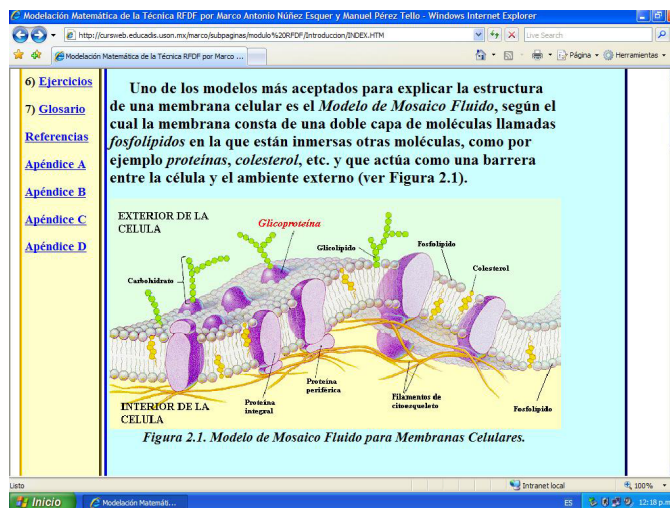 Modelación Matemática de la Técnica RFDF por Marco Antonio Núñez Esquer y Manuel Pérez Tello - Windows Internet Explorer
http://cursweb.educadis.uson.mx/marco/subpaginas/modulo%20RFDF/Introduccion/INDEX.HTM
Live Search
Modelación Matemática de la Técnica RFDF por Marco ...
Página
Herramientas
6) Ejercicios
7) Glosario
Referencias
Apéndice A
Apéndice B
Apéndice C
Apéndice D
Uno de los modelos más aceptados para explicar la estructura
de una membrana celular es el Modelo de Mosaico Fluido, según el
cual la membrana consta de una doble capa de moléculas llamadas
fosfolípidos en la que están inmersas otras moléculas, como por
ejemplo proteínas, colesterol, etc. y que actúa como una barrera
entre la célula y el ambiente externo (ver Figura 2.1).
EXTERIOR DE LA
CELULA
Glicoproteína
Glicolípido
Fosfolípido
Colesterol
Carbohidrato
Proteína
integral
Proteína
periférica
Filamentos de
citoesqueleto
Fosfolípido
INTERIOR DE LA
CELULA
Figura 2.1. Modelo de Mosaico Fluido para Membranas Celulares.
Listo
Intranet local
100%
Inicio
Modelación Matemáti...
ES
12:18 p.m.